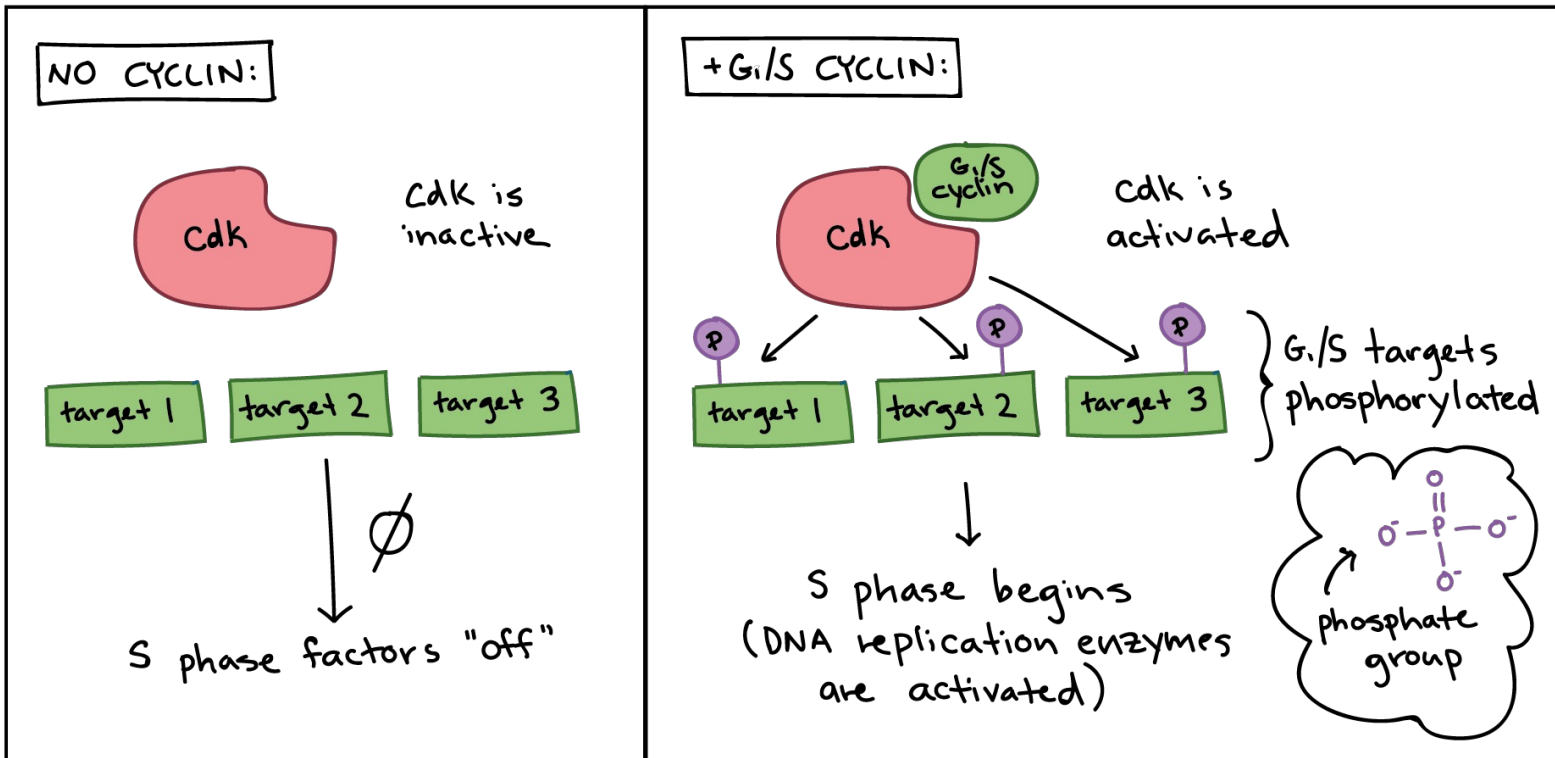 NO CYCLIN:
Cdk
Cdk is
inactive
target 1
target 2
target 3
Ø
S phase factors "off"
+G₁/S CYCLIN:
G₁/S
cyclin
Cdk
Cdk is
activated
P
P
P
target 1
target 2
target 3
G₁/S targets
phosphorylated
S phase begins
(DNA replication enzymes
are activated)
O
O⁻ P O⁻
O⁻
phosphate
group